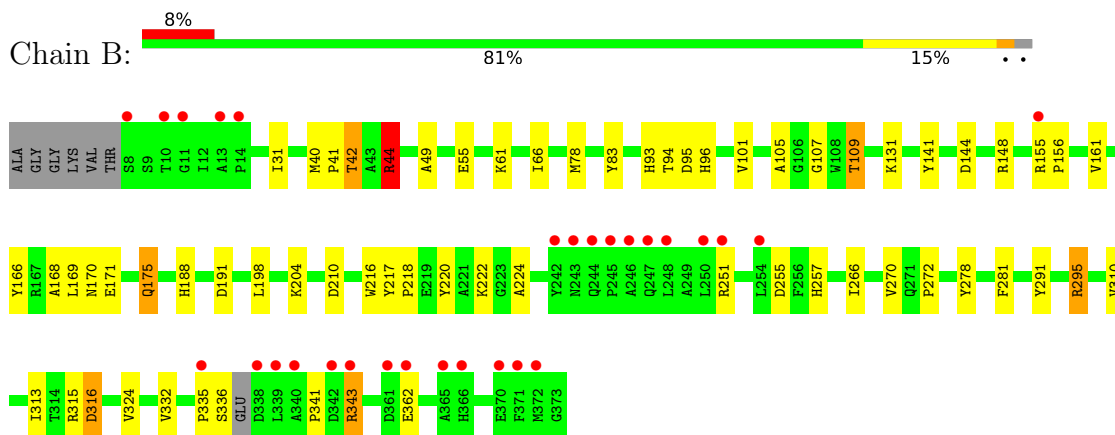 8%
Chain B:
81% 15% • •
ALA GLY GLY LYS VAL THR S8 S9 T10 G11 I12 A13 P14 I31 M40 P41 T42 A43 R44 A49 E55 K61 I66 M78 Y83 H93 T94 D95 H96 V101 A105 G106 G107 W108 T109 K131 Y141 D144 R148 R155 P156 V161
Y166 R167 A168 L169 N170 E171 Q175 H188 D191 L198 K204 D210 W216 Y217 P218 E219 Y220 A221 K222 G223 A224 Y242 N243 Q244 P245 A246 Q247 L248 A249 L250 R251 L254 D255 F256 H257 I266 V270 Q271 P272 Y278 F281 Y291 R295
I313 T314 R315 D316 V324 V332 P335 S336 GLU D338 L339 A340 P341 D342 R343 D361 E362 A365 H366 E370 F371 M372 G373